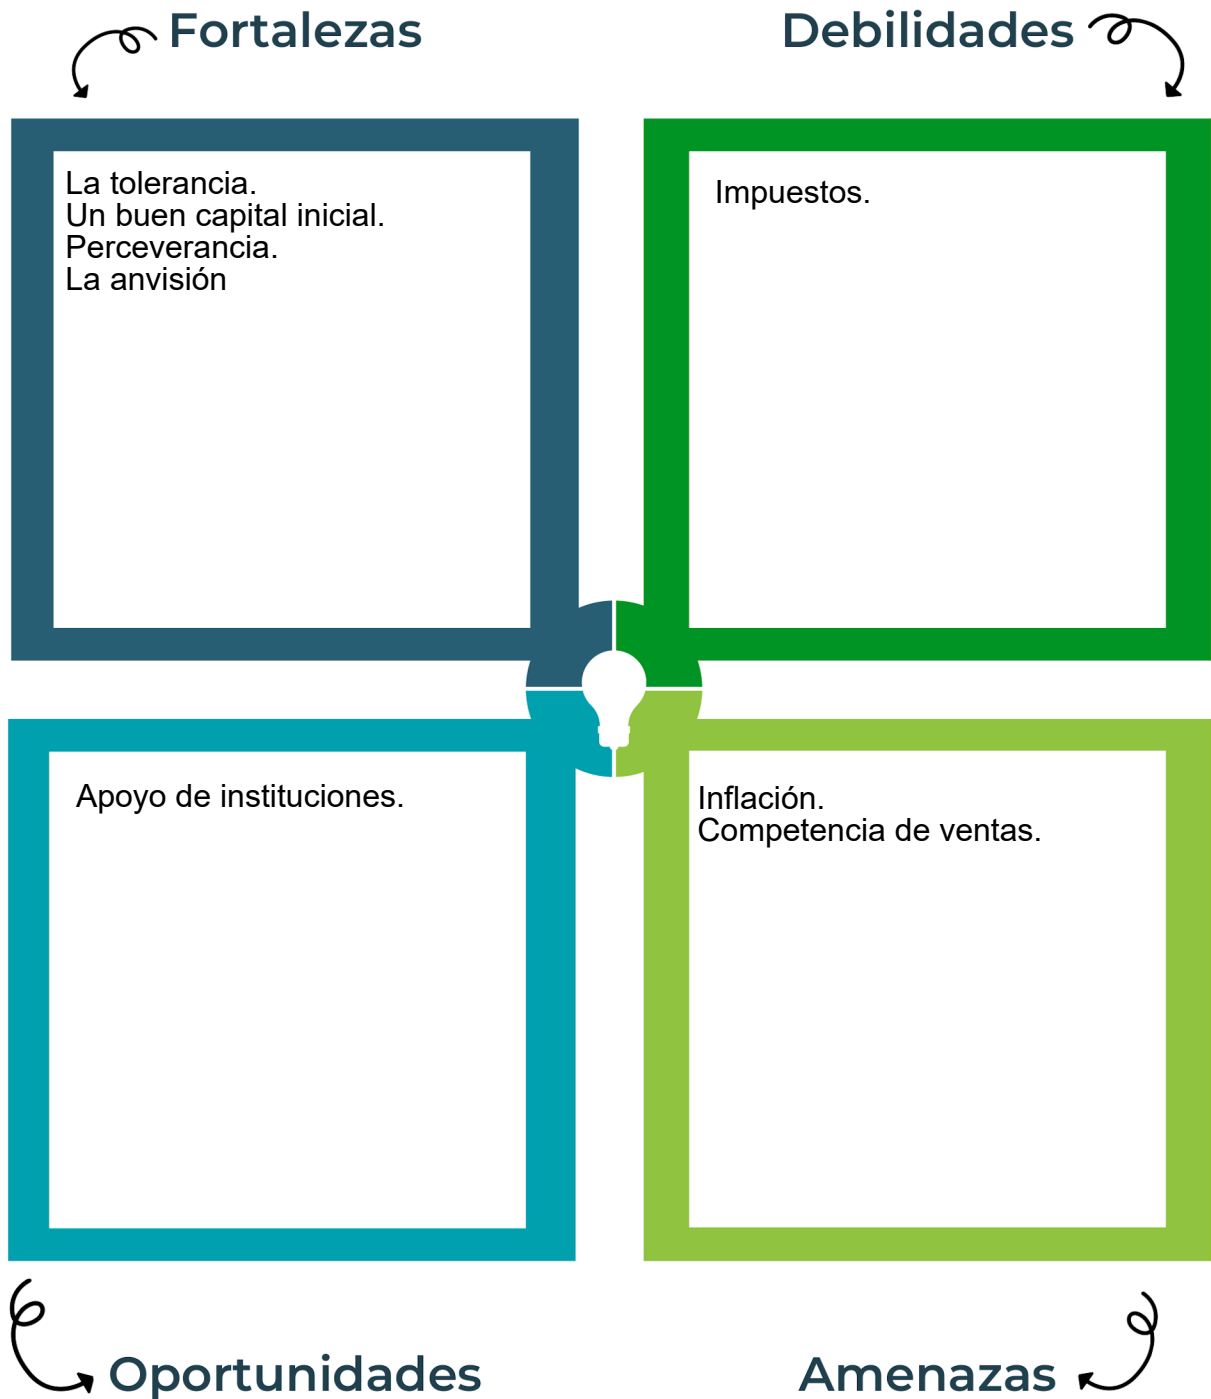 Fortalezas
Debilidades
La tolerancia.
Un buen capital inicial.
Perceverancia.
La anvisión
Impuestos.
Apoyo de instituciones.
Inflación.
Competencia de ventas.
Oportunidades
Amenazas